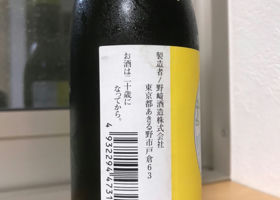 製造者/野﨑酒造株式会社
東京都あきる野市戸倉63
お酒は二十歳に
なってから。
4 932294 4731